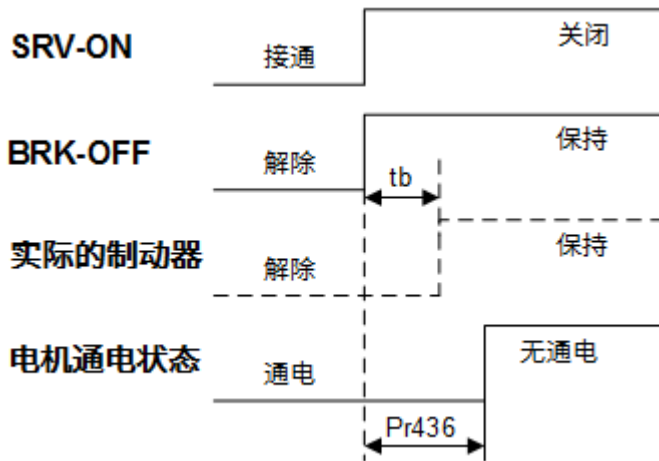 SRV-ON 接通 关闭
BRK-OFF 解除 保持
tb
实际的制动器 解除 保持
电机通电状态 通电 无通电
Pr436